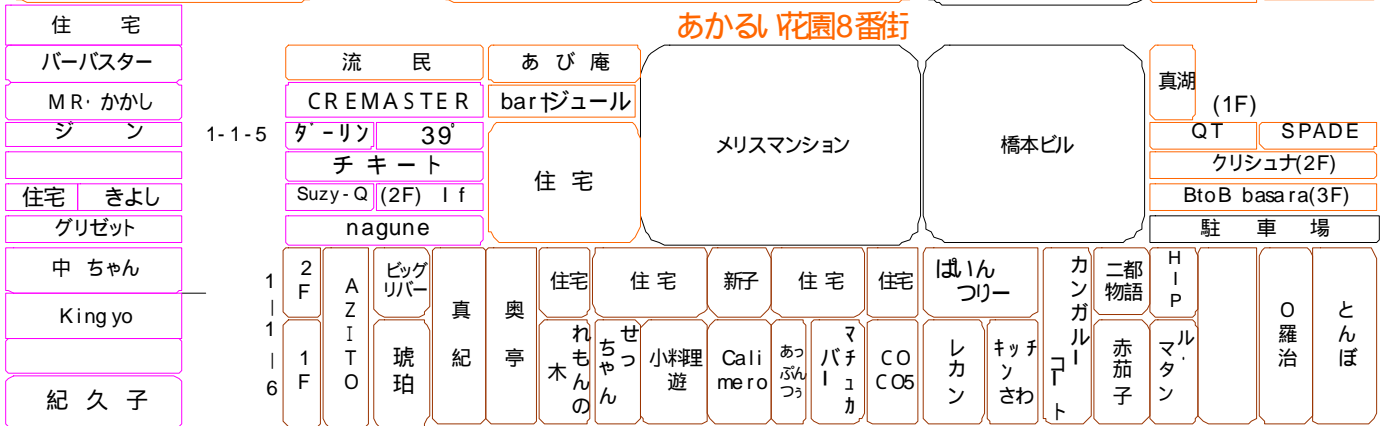 あかるい花園8番街
住 宅
バーバスター
MR・かかし
ジン
住宅
きよし
グリゼット
中 ちゃん
Kingyo
紀久子
1-1-5
流民
CREMASTER
ダーリン
39°
チキート
Suzy-Q
(2F) If
nagune
あび庵
bar†ジュール
住宅
メリスマンション
橋本ビル
真湖
(1F)
QT
SPADE
クリシュナ(2F)
BtoB basara(3F)
駐車場
1-1-6
2F
1F
AZITO
ビッグ
リバー
琥珀
真紀
奥亭
住宅
れもんの
木
住宅
せっ
ちゃん
小料理
遊
新子
Cali
mero
住宅
あっ
ぷん
つぅ
マチュカ
バー
住宅
CO
CO5
ぱいん
つりー
レカン
キッチ
ン
さわ
カンガルー
コート
二都
物語
赤茄子
HIP
ル・
マタン
O羅治
とんぼ